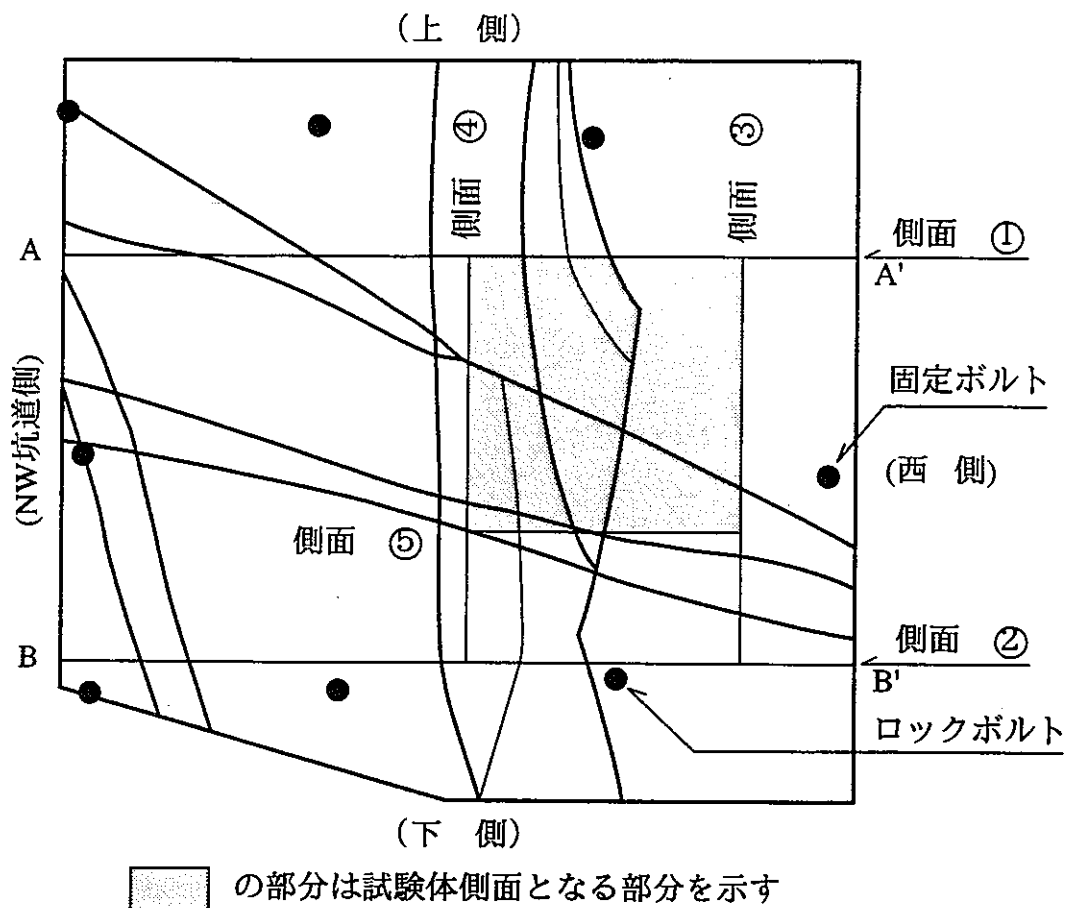 (上 側)
側面 ④
側面 ③
側面 ①
A
A'
(NW坑道側)
固定ボルト
(西 側)
側面 ⑤
側面 ②
B
B'
ロックボルト
(下 側)
の部分は試験体側面となる部分を示す